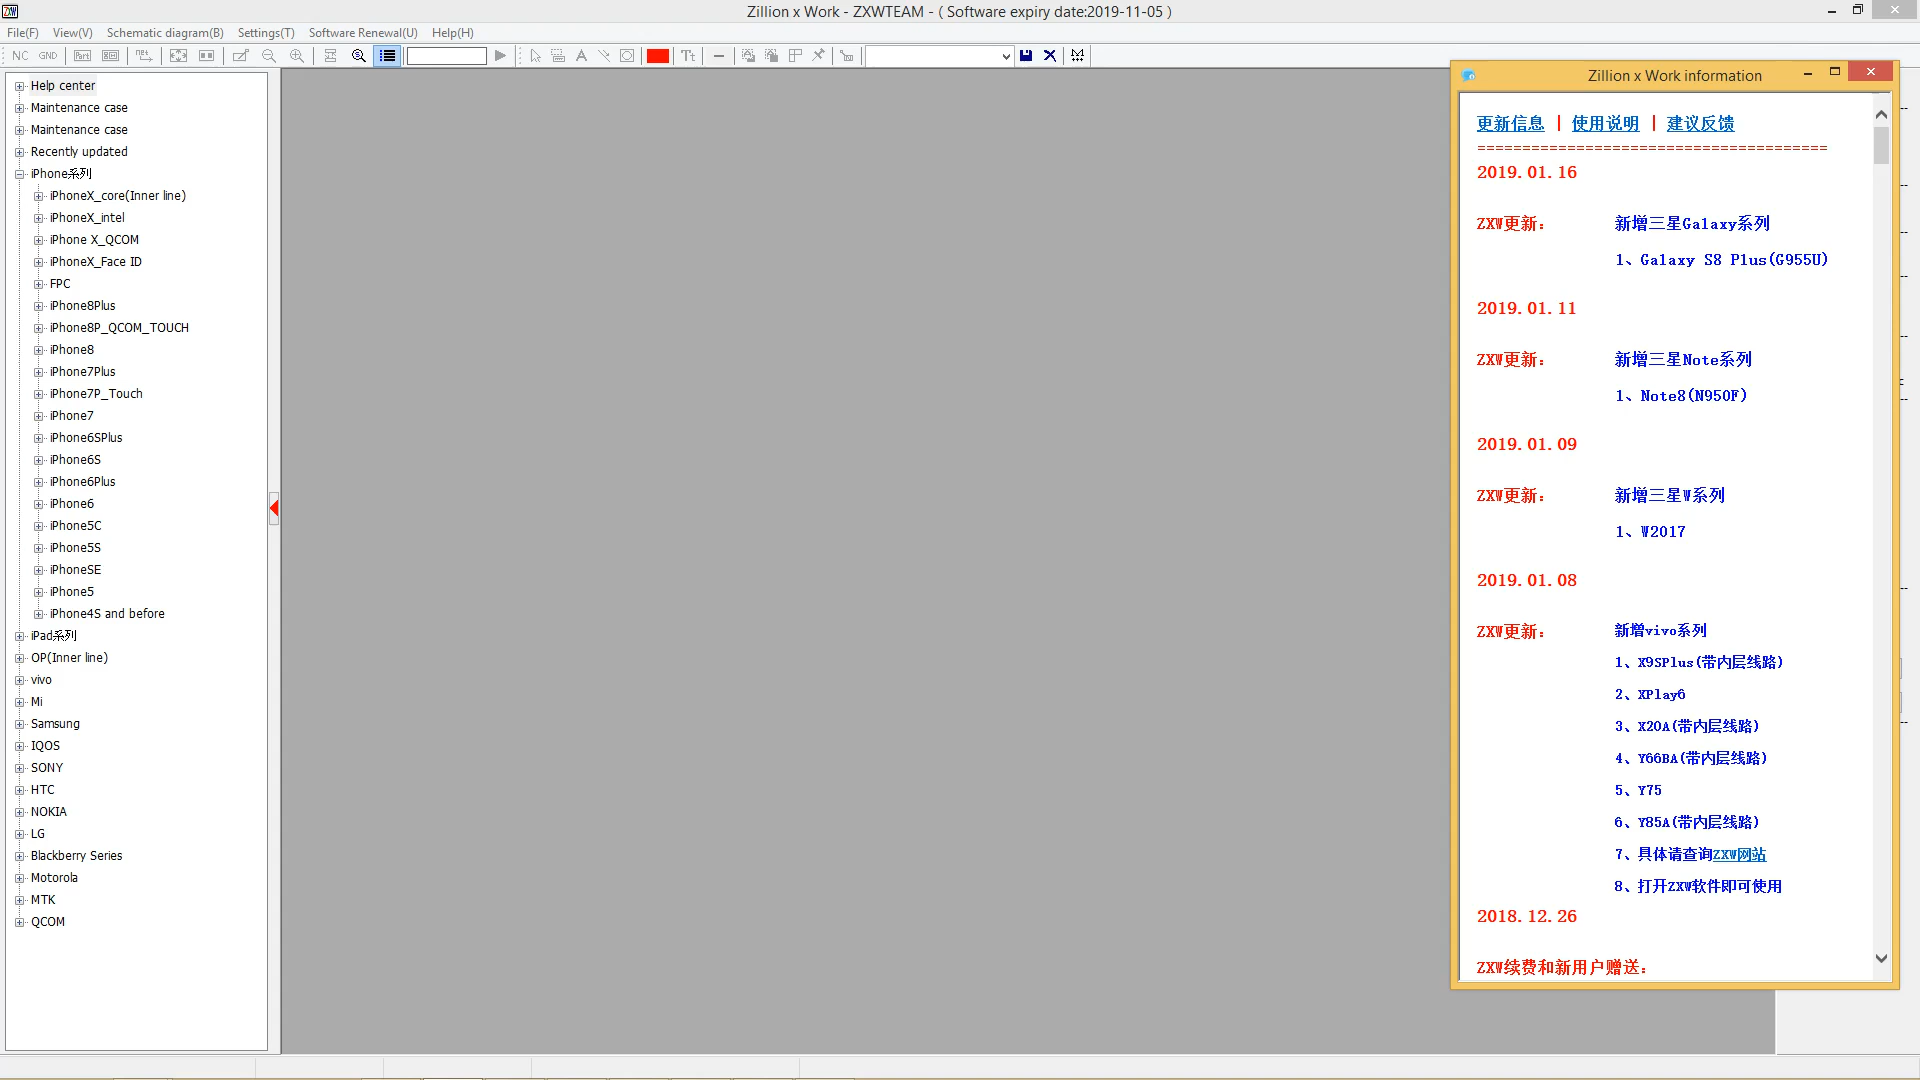 Zillion x Work - ZXWTEAM - ( Software expiry date:2019-11-05 )
File(F) View(V) Schematic diagram(B) Settings(T) Software Renewal(U) Help(H)
NC GND Part net A Tt
Help center
Maintenance case
Maintenance case
Recently updated
iPhone系列
iPhoneX_core(Inner line)
iPhoneX_intel
iPhone X_QCOM
iPhoneX_Face ID
FPC
iPhone8Plus
iPhone8P_QCOM_TOUCH
iPhone8
iPhone7Plus
iPhone7P_Touch
iPhone7
iPhone6SPlus
iPhone6S
iPhone6Plus
iPhone6
iPhone5C
iPhone5S
iPhoneSE
iPhone5
iPhone4S and before
iPad系列
OP(Inner line)
vivo
Mi
Samsung
IQOS
SONY
HTC
NOKIA
LG
Blackberry Series
Motorola
MTK
QCOM
Zillion x Work information
更新信息 | 使用说明 | 建议反馈
======================================
2019.01.16
ZXW更新: 新增三星Galaxy系列
1、Galaxy S8 Plus(G955U)
2019.01.11
ZXW更新: 新增三星Note系列
1、Note8(N950F)
2019.01.09
ZXW更新: 新增三星W系列
1、W2017
2019.01.08
ZXW更新: 新增vivo系列
1、X9SPlus(带内层线路)
2、XPlay6
3、X20A(带内层线路)
4、Y66BA(带内层线路)
5、Y75
6、Y85A(带内层线路)
7、具体请查询ZXW网站
8、打开ZXW软件即可使用
2018.12.26
ZXW续费和新用户赠送: